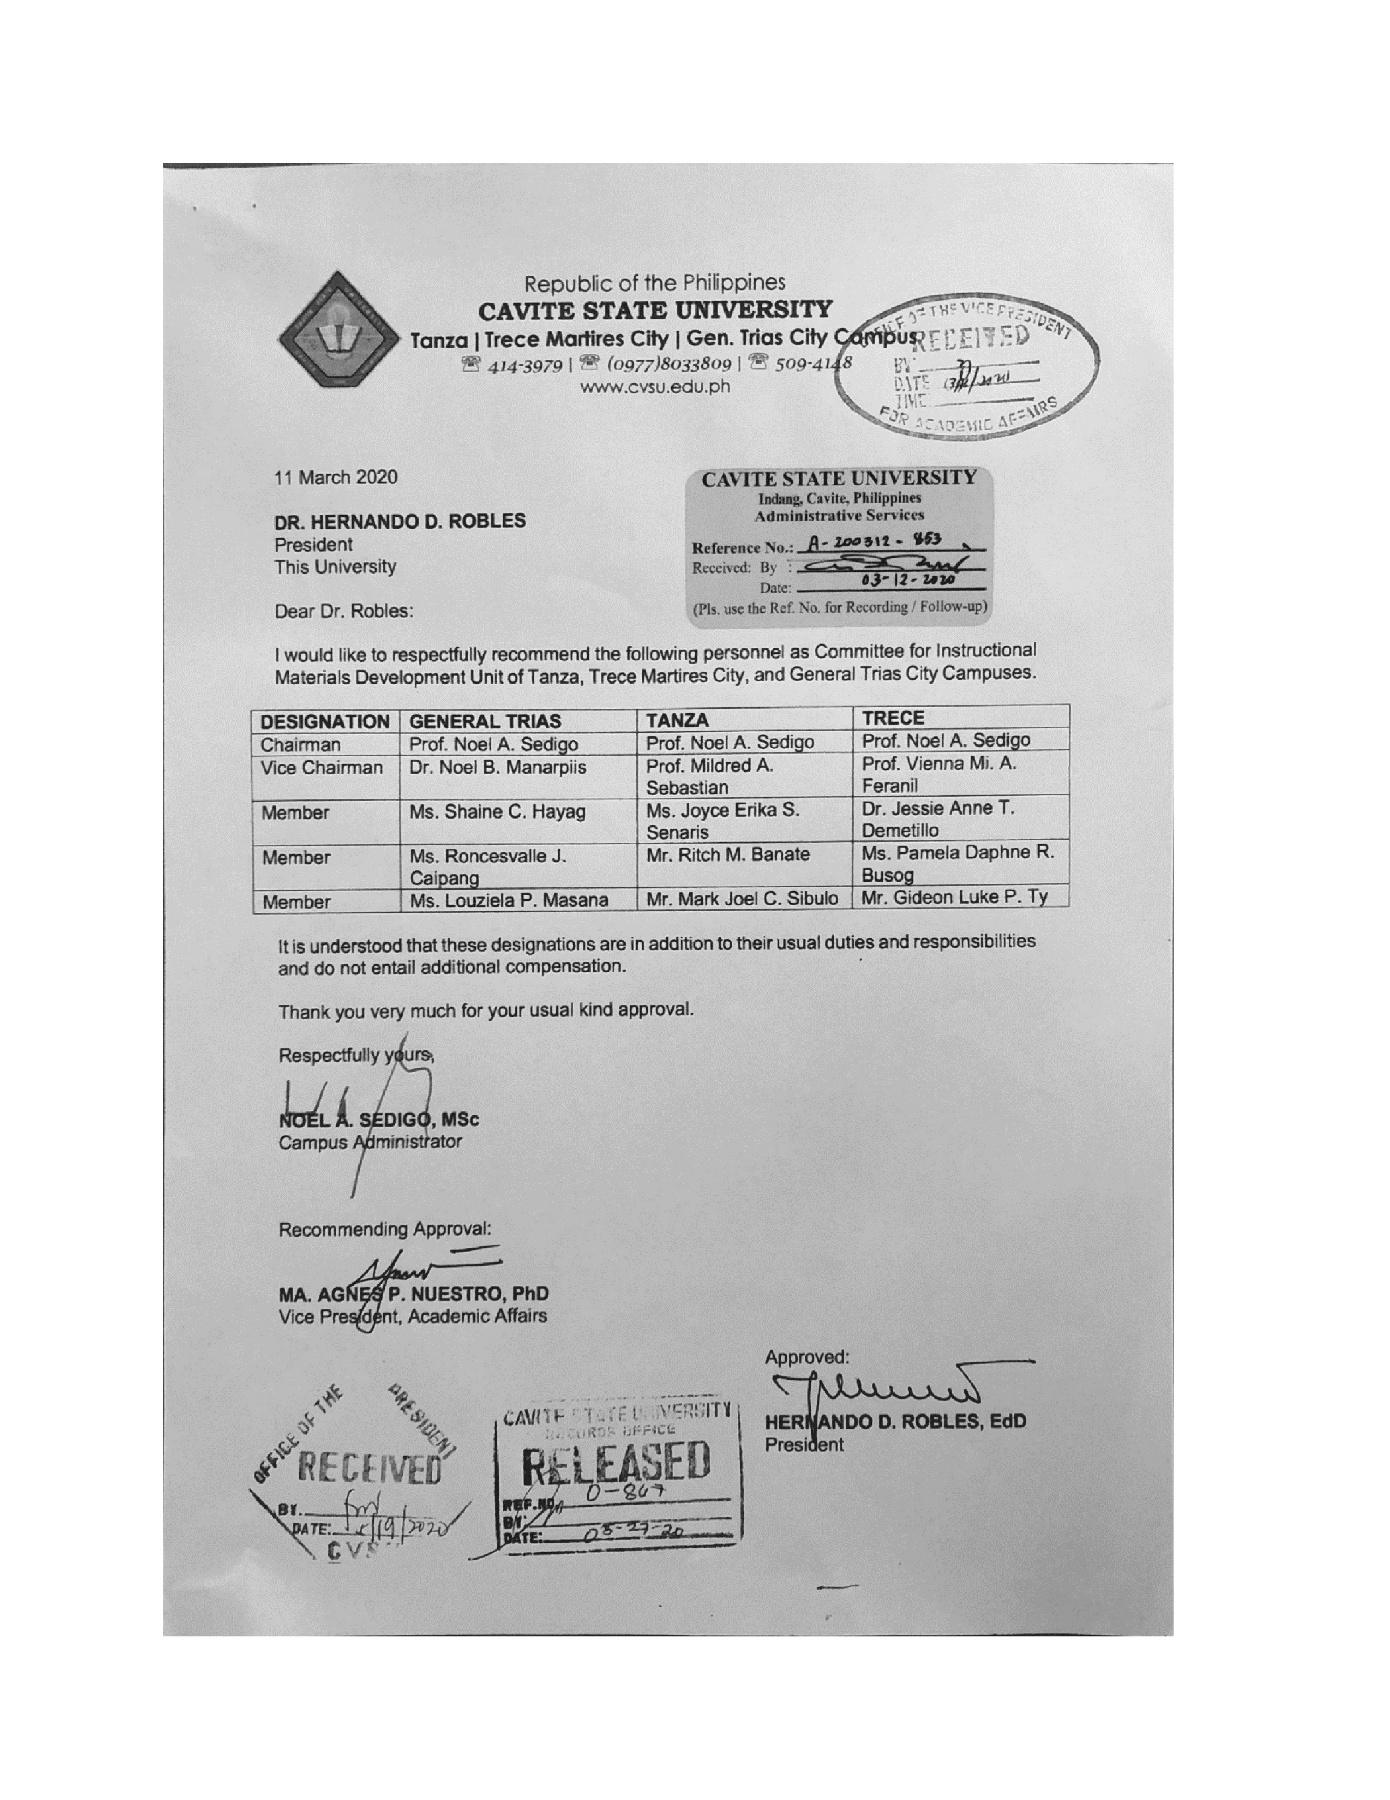 Republic of the Philippines
CAVITE STATE UNIVERSITY
Tanza | Trece Martires City | Gen. Trias City Campus
☎ 414-3979 | ☎ (0977)8033809 | ☎ 509-4148
www.cvsu.edu.ph
OFFICE OF THE VICE PRESIDENT
RECEIVED
BY:
DATE
TIME:
FOR ACADEMIC AFFAIRS
11 March 2020
CAVITE STATE UNIVERSITY
Indang, Cavite, Philippines
Administrative Services
Reference No.: A-200312-853
Received: By :
Date: 03-12-2020
(Pls. use the Ref. No. for Recording / Follow-up)
DR. HERNANDO D. ROBLES
President
This University
Dear Dr. Robles:
I would like to respectfully recommend the following personnel as Committee for Instructional
Materials Development Unit of Tanza, Trece Martires City, and General Trias City Campuses.
DESIGNATION GENERAL TRIAS TANZA TRECE
Chairman Prof. Noel A. Sedigo Prof. Noel A. Sedigo Prof. Noel A. Sedigo
Vice Chairman Dr. Noel B. Manarpiis Prof. Mildred A. Prof. Vienna Mi. A.
Sebastian Feranil
Member Ms. Shaine C. Hayag Ms. Joyce Erika S. Dr. Jessie Anne T.
Senaris Demetillo
Member Ms. Roncesvalle J. Mr. Ritch M. Banate Ms. Pamela Daphne R.
Caipang Busog
Member Ms. Louziela P. Masana Mr. Mark Joel C. Sibulo Mr. Gideon Luke P. Ty
It is understood that these designations are in addition to their usual duties and responsibilities
and do not entail additional compensation.
Thank you very much for your usual kind approval.
Respectfully yours,
NOEL A. SEDIGO, MSc
Campus Administrator
Recommending Approval:
MA. AGNES P. NUESTRO, PhD
Vice President, Academic Affairs
Approved:
HERNANDO D. ROBLES, EdD
President
OFFICE OF THE PRESIDENT
RECEIVED
BY.
DATE: /19/2020
CVS
CAVITE STATE UNIVERSITY
RECORDS OFFICE
RELEASED
REF.NO. 0-867
BY:
DATE: 05-27-20